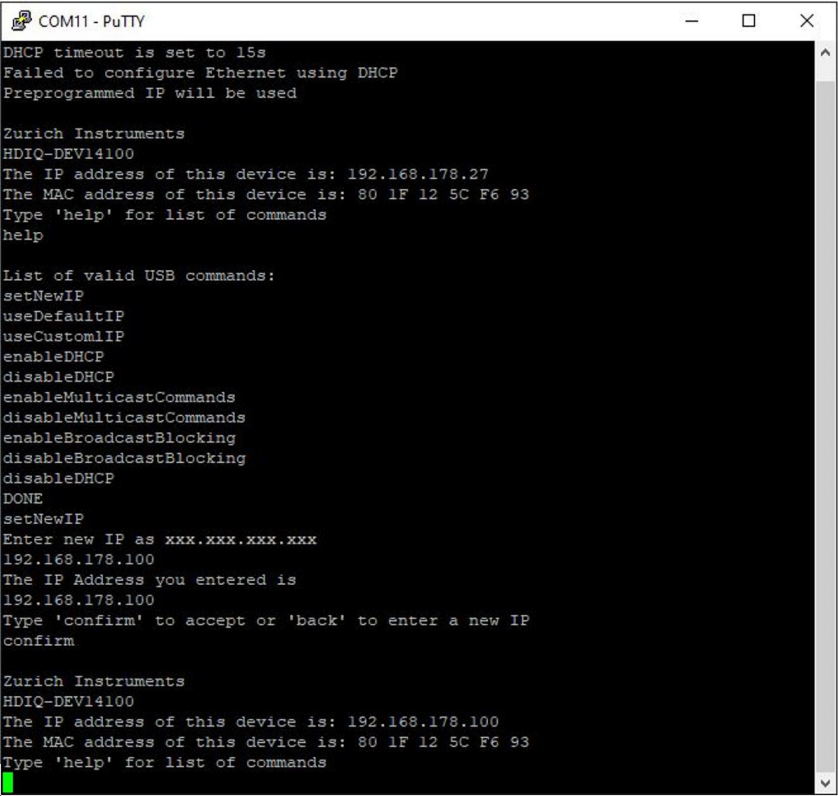 COM11 - PuTTY
DHCP timeout is set to 15s
Failed to configure Ethernet using DHCP
Preprogrammed IP will be used
Zurich Instruments
HDIQ-DEV14100
The IP address of this device is: 192.168.178.27
The MAC address of this device is: 80 1F 12 5C F6 93
Type 'help' for list of commands
help
List of valid USB commands:
setNewIP
useDefaultIP
useCustomlIP
enableDHCP
disableDHCP
enableMulticastCommands
disableMulticastCommands
enableBroadcastBlocking
disableBroadcastBlocking
disableDHCP
DONE
setNewIP
Enter new IP as xxx.xxx.xxx.xxx
192.168.178.100
The IP Address you entered is
192.168.178.100
Type 'confirm' to accept or 'back' to enter a new IP
confirm
Zurich Instruments
HDIQ-DEV14100
The IP address of this device is: 192.168.178.100
The MAC address of this device is: 80 1F 12 5C F6 93
Type 'help' for list of commands